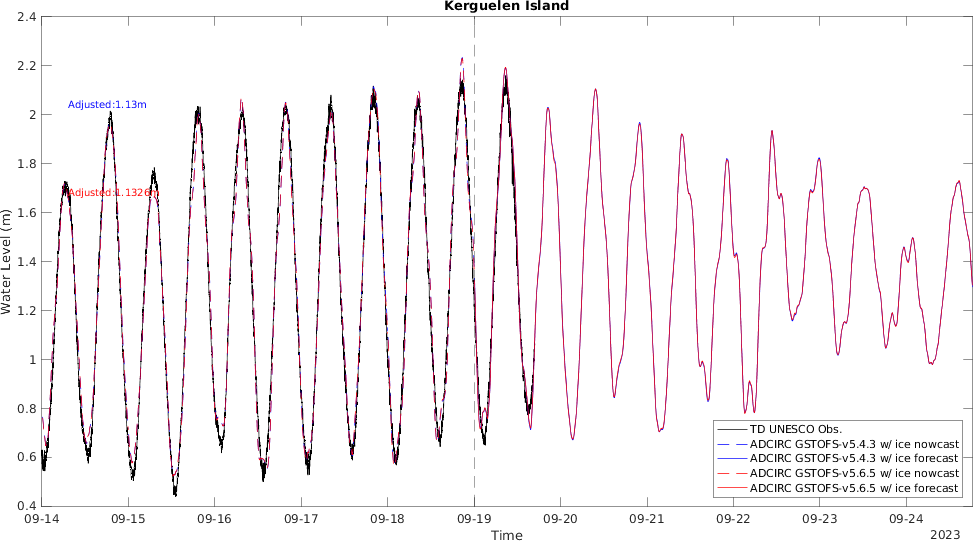 Kerguelen Island
2.4
2.2
2
1.8
1.6
1.4
1.2
1
0.8
0.6
0.4
Water Level (m)
Adjusted:1.13m
Adjusted:1.1326m
TD UNESCO Obs.
ADCIRC GSTOFS-v5.4.3 w/ ice nowcast
ADCIRC GSTOFS-v5.4.3 w/ ice forecast
ADCIRC GSTOFS-v5.6.5 w/ ice nowcast
ADCIRC GSTOFS-v5.6.5 w/ ice forecast
09-14 09-15 09-16 09-17 09-18 09-19 09-20 09-21 09-22 09-23 09-24
Time
2023